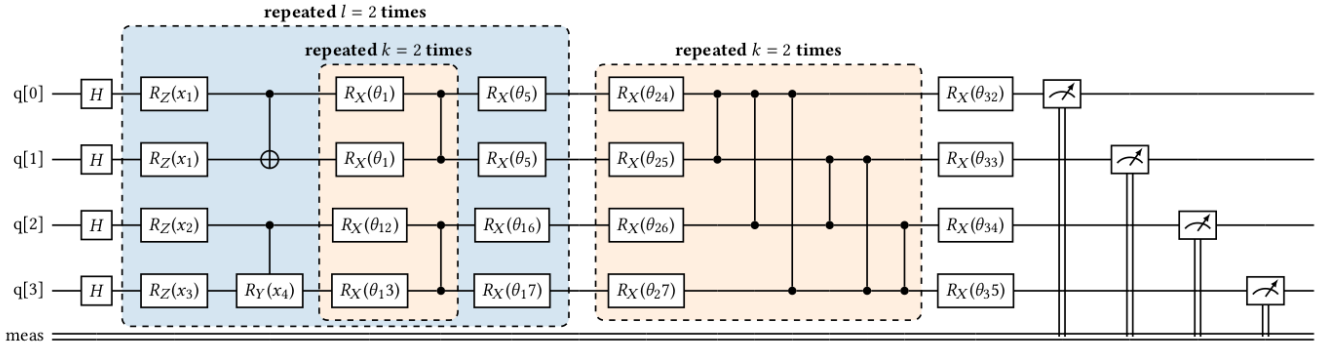 repeated l = 2 times
repeated k = 2 times repeated k = 2 times
q[0] H R_Z(x_1) R_X(θ_1) R_X(θ_5) R_X(θ_24) R_X(θ_32)
q[1] H R_Z(x_1) R_X(θ_1) R_X(θ_5) R_X(θ_25) R_X(θ_33)
q[2] H R_Z(x_2) R_X(θ_12) R_X(θ_16) R_X(θ_26) R_X(θ_34)
q[3] H R_Z(x_3) R_Y(x_4) R_X(θ_13) R_X(θ_17) R_X(θ_27) R_X(θ_35)
meas